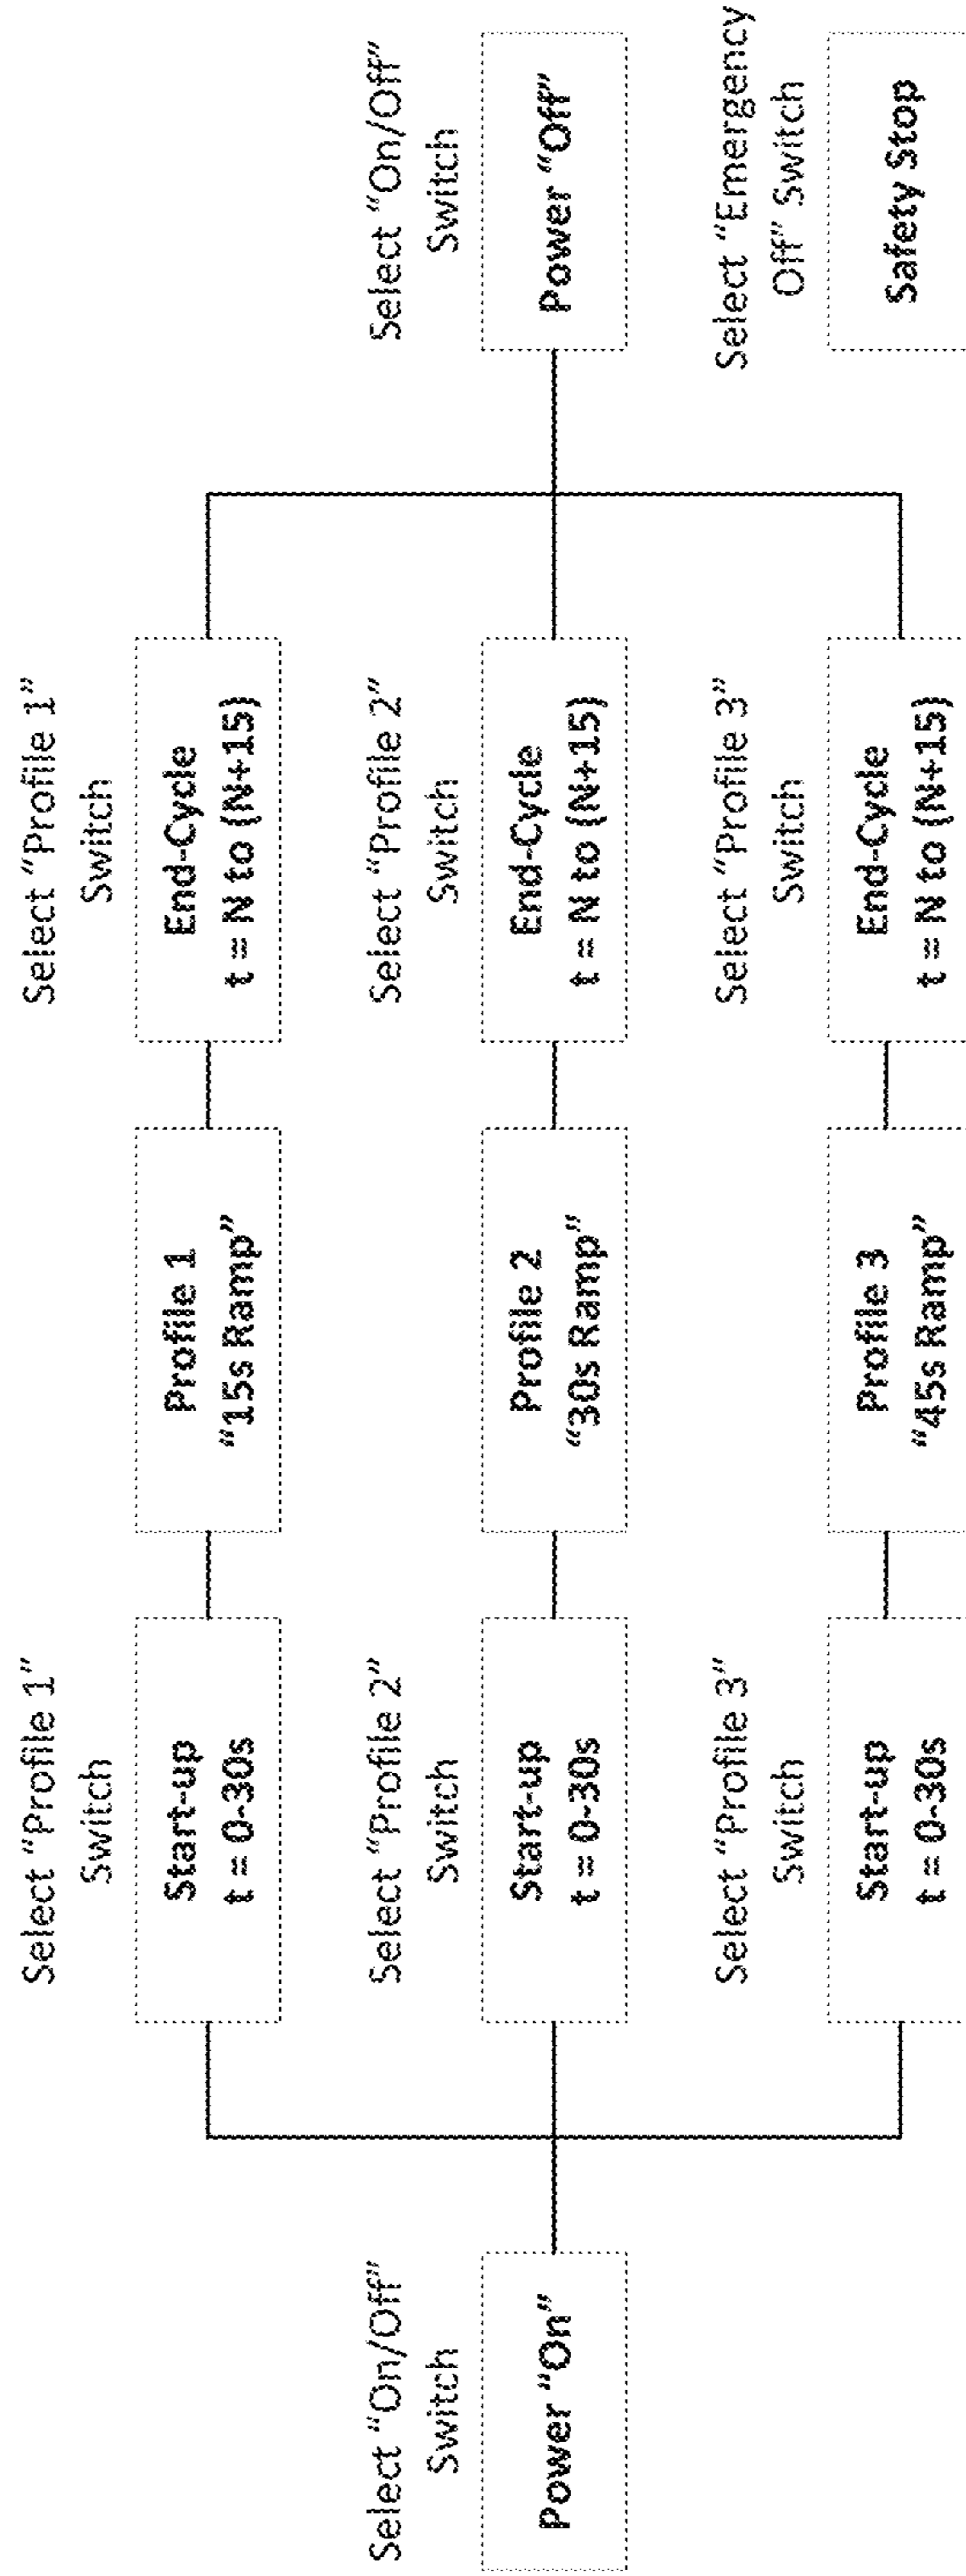 Select “On/Off”
Switch
Power “On”
Select “Profile 1”
Switch
Start-up
t = 0-30s
Profile 1
“15s Ramp”
Select “Profile 1”
Switch
End-Cycle
t = N to (N+15)
Select “Profile 2”
Switch
Start-up
t = 0-30s
Profile 2
“30s Ramp”
Select “Profile 2”
Switch
End-Cycle
t = N to (N+15)
Select “Profile 3”
Switch
Start-up
t = 0-30s
Profile 3
“45s Ramp”
Select “Profile 3”
Switch
End-Cycle
t = N to (N+15)
Select “On/Off”
Switch
Power “Off”
Select “Emergency
Off” Switch
Safety Stop